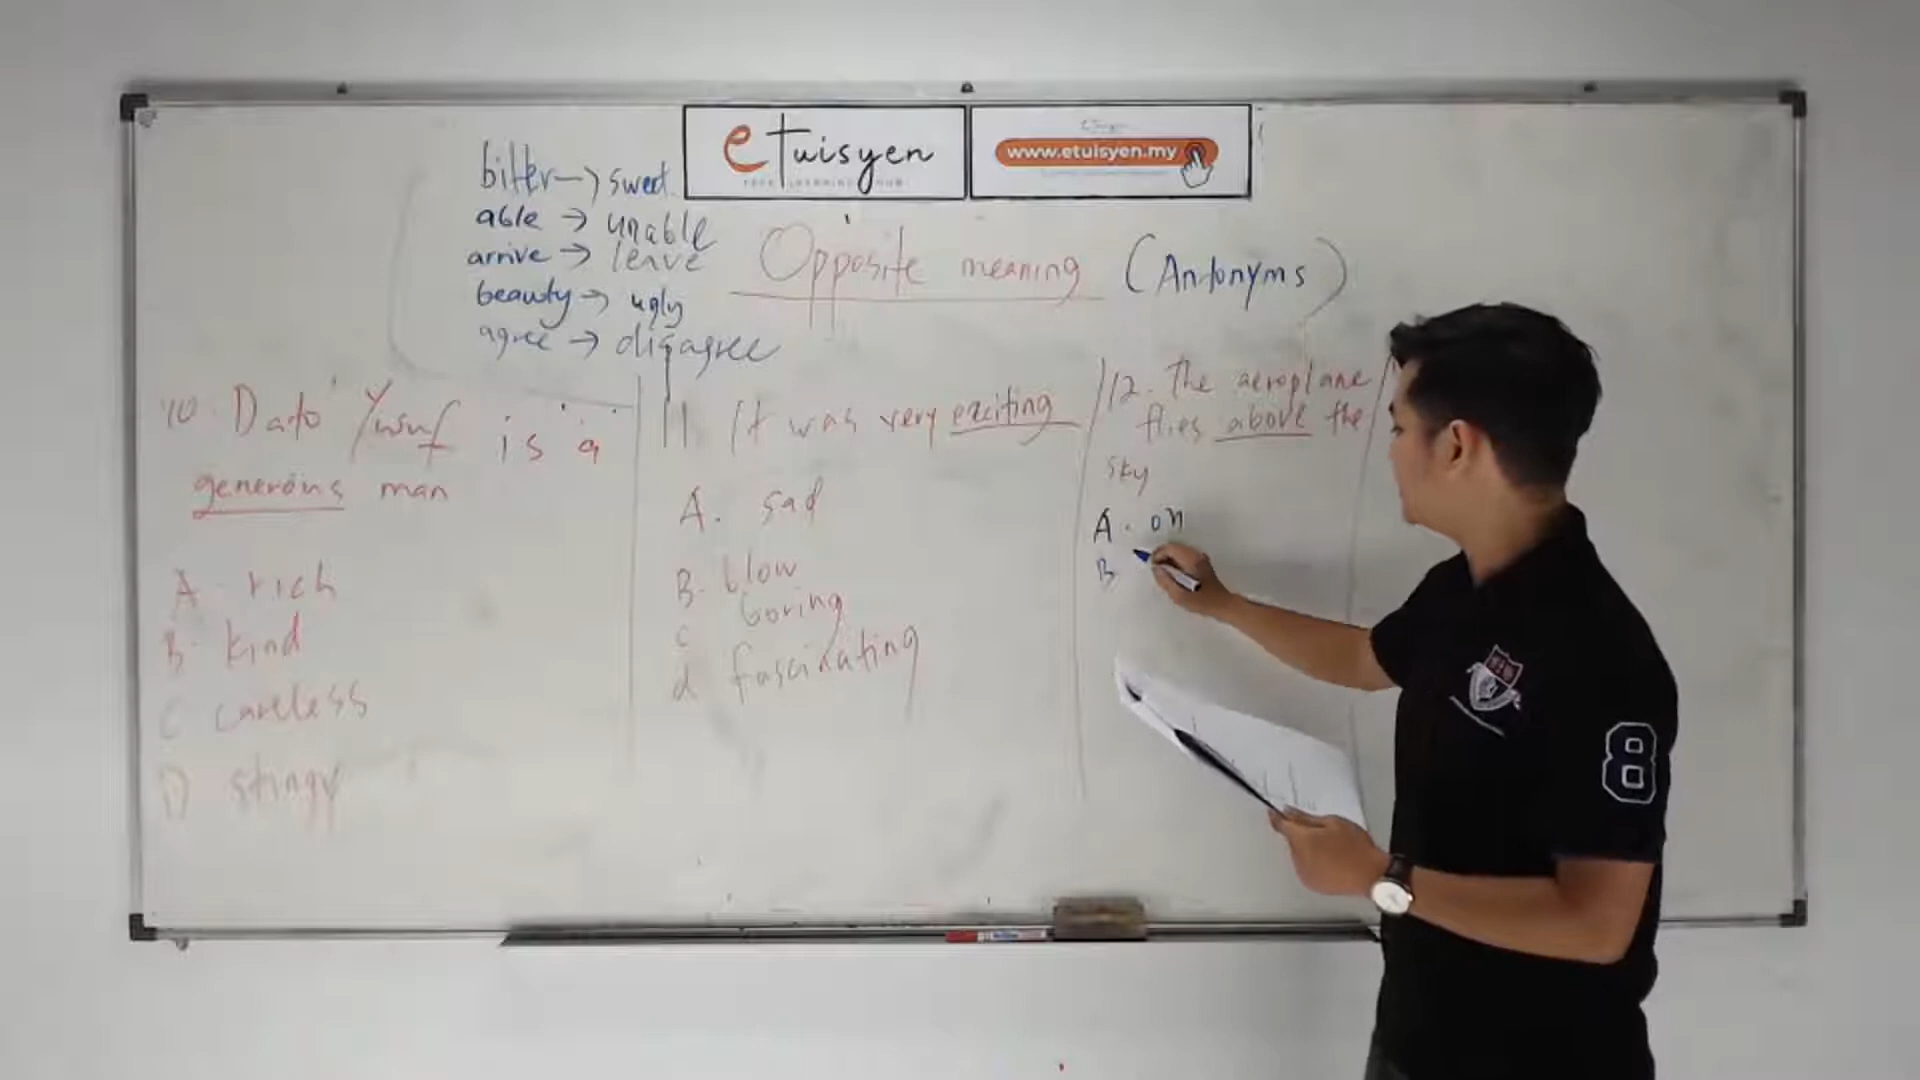 eTuisyen
www.etuisyen.my
bitter → sweet
able → unable
arrive → leave
beauty → ugly
agree → disagree
Opposite meaning (Antonyms)
10. Dato' Yusuf is a
generous man
A rich
B. kind
C careless
D stingy
11 It was very exciting
A. sad
B. blow
c boring
d fascinating
12. The aeroplane
flies above the
sky
A. on
B
8